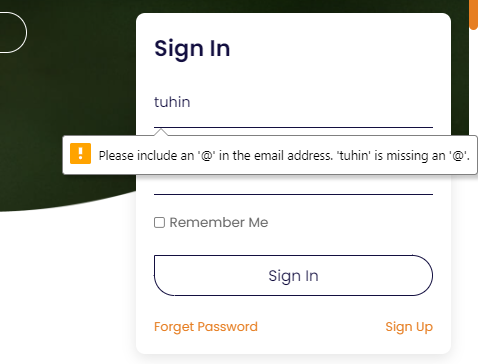 Sign In
tuhin
Please include an '@' in the email address. 'tuhin' is missing an '@'.
Remember Me
Sign In
Forget Password
Sign Up